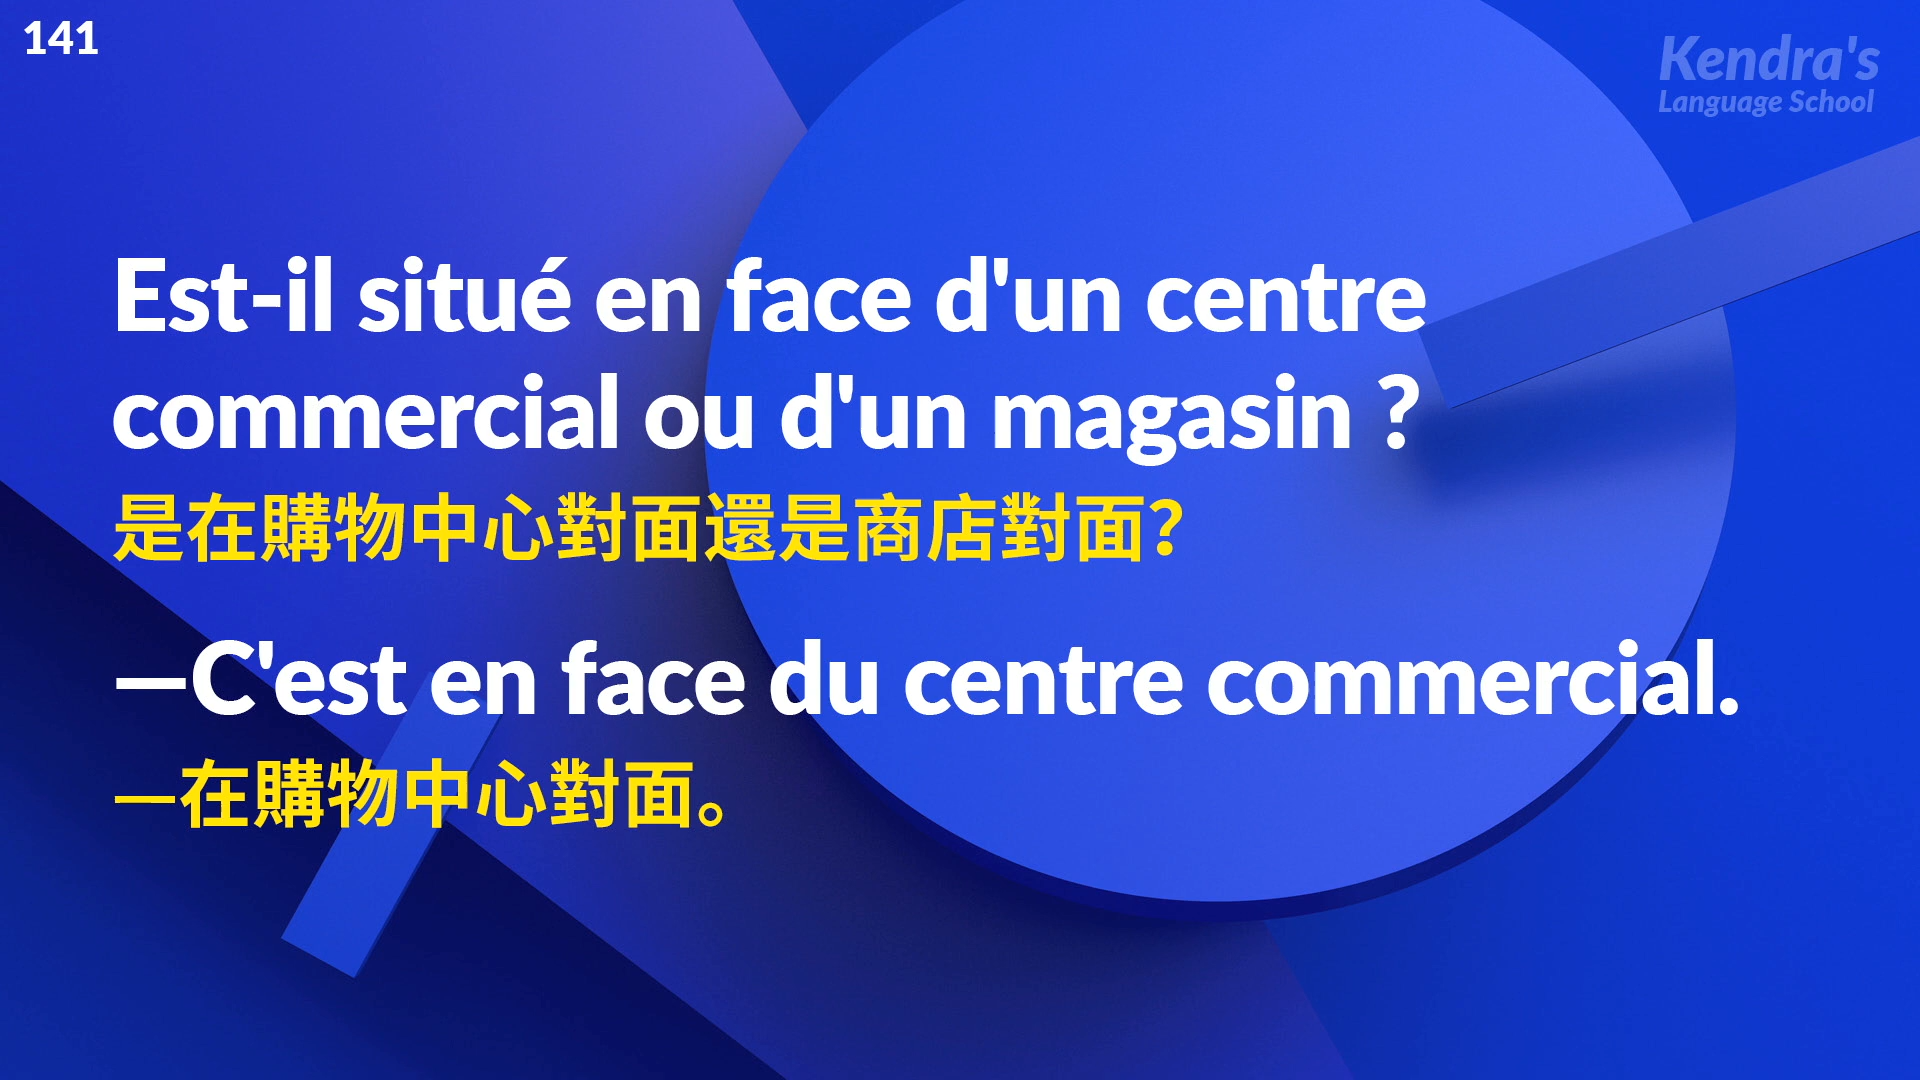 141
Kendra's
Language School
Est-il situé en face d'un centre
commercial ou d'un magasin ?
是在購物中心對面還是商店對面?
—C'est en face du centre commercial.
—在購物中心對面。